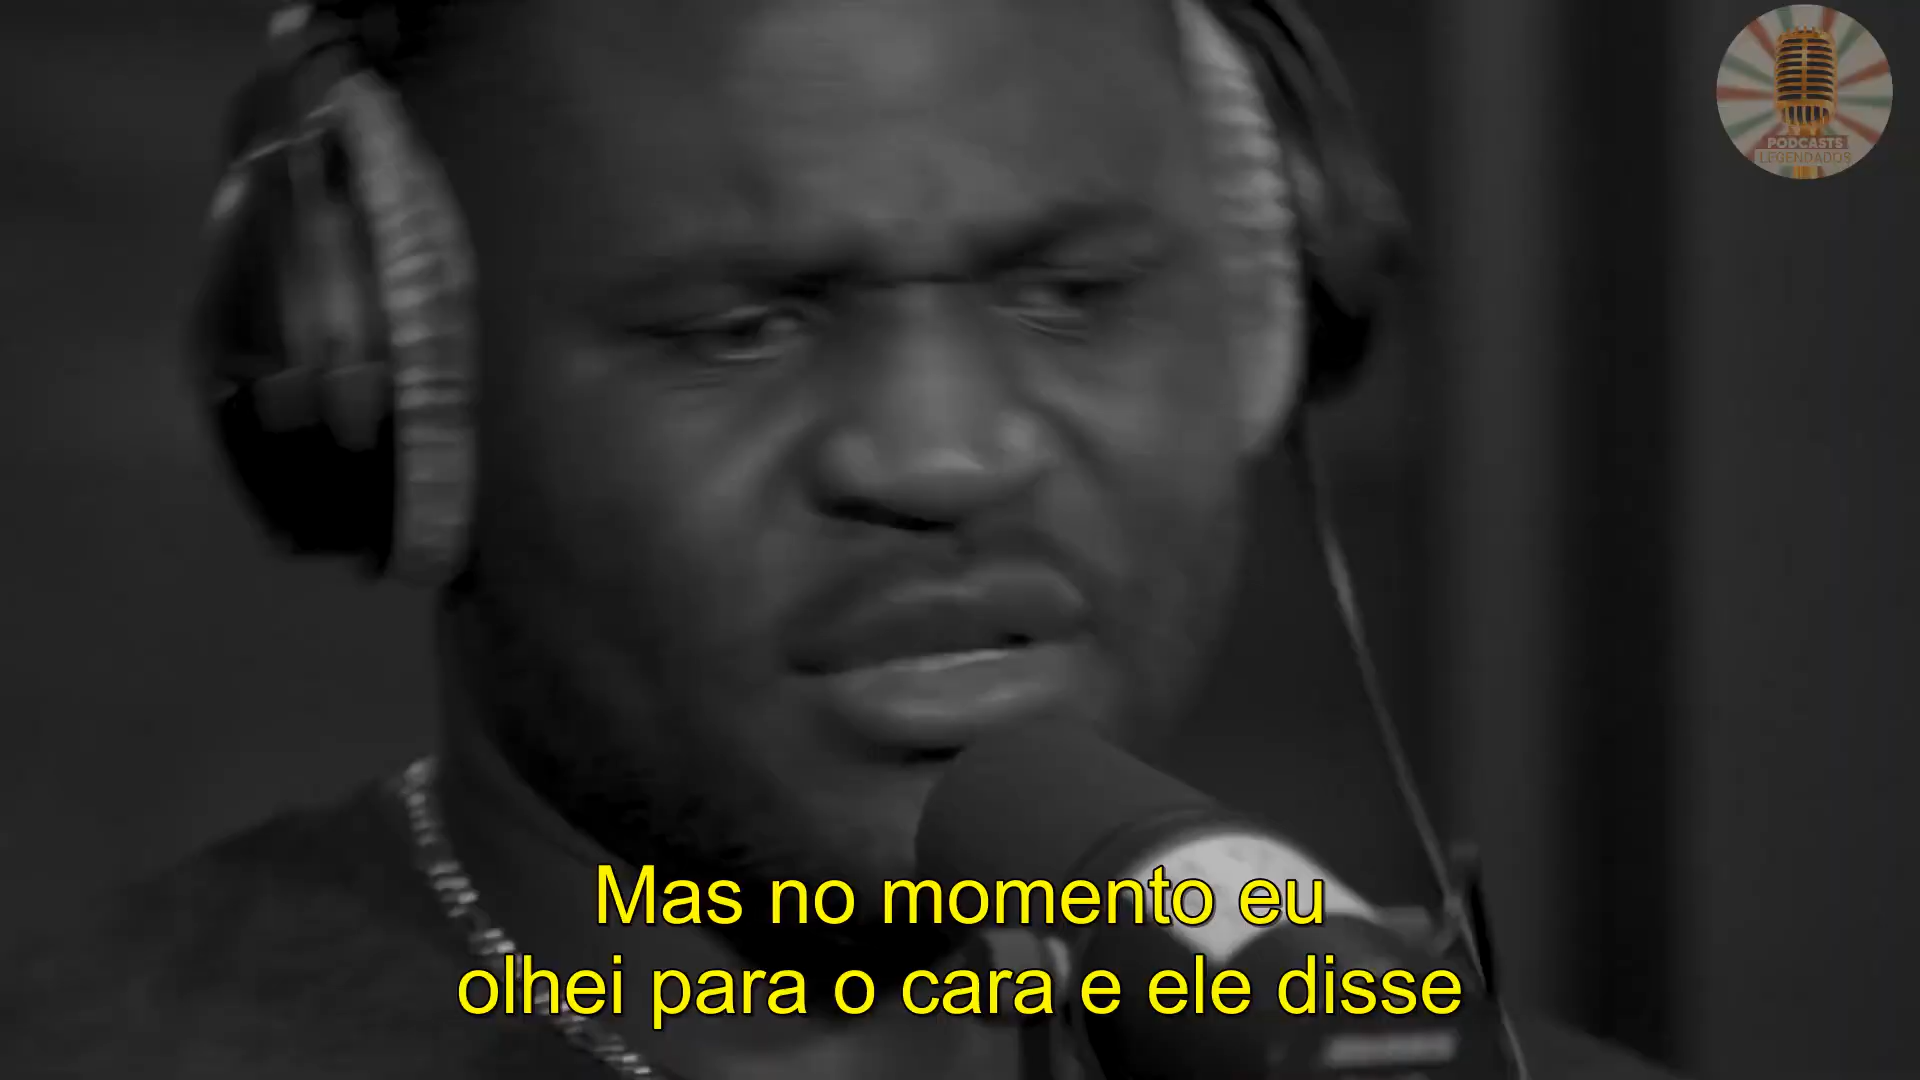 PODCASTS
LEGENDADOS
Mas no momento eu
olhei para o cara e ele disse